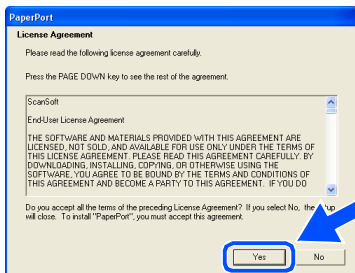 PaperPort
License Agreement
Please read the following license agreement carefully.
Press the PAGE DOWN key to see the rest of the agreement.
ScanSoft
End-User License Agreement
THE SOFTWARE AND MATERIALS PROVIDED WITH THIS AGREEMENT ARE
LICENSED, NOT SOLD, AND AVAILABLE FOR USE ONLY UNDER THE TERMS OF
THIS LICENSE AGREEMENT. PLEASE READ THIS AGREEMENT CAREFULLY. BY
DOWNLOADING, INSTALLING, COPYING, OR OTHERWISE USING THE
SOFTWARE, YOU AGREE TO BE BOUND BY THE TERMS AND CONDITIONS OF
THIS AGREEMENT AND BECOME A PARTY TO THIS AGREEMENT. IF YOU DO
Do you accept all the terms of the preceding License Agreement? If you select No, the
will close. To install "PaperPort", you must accept this agreement.
Yes No